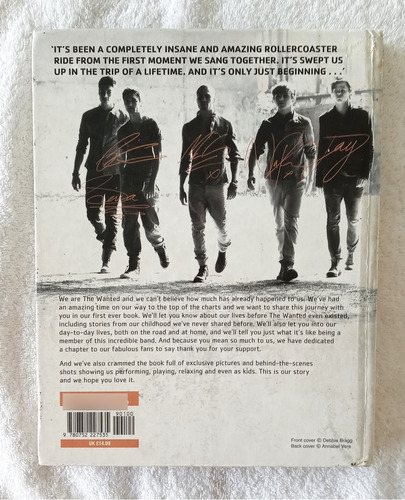 ‘IT’S BEEN A COMPLETELY INSANE AND AMAZING ROLLERCOASTER
RIDE FROM THE FIRST MOMENT WE SANG TOGETHER. IT’S SWEPT US
UP IN THE TRIP OF A LIFETIME. AND IT’S ONLY JUST BEGINNING . . .’
Jay
We are The Wanted and we can’t believe how much has already happened to us. We’ve had
an amazing time on our way to the top of the charts and we want to share this journey with
you in our first ever book. We’ll let you know about our lives before The Wanted even existed,
including stories from our childhood we’ve never shared before. We’ll also let you into our
day-to-day lives, both on the road and at home, and we’ll tell you just what it’s like being a
member of this incredible band. And because you mean so much to us, we have dedicated
a chapter to our fabulous fans to say thank you for your support.
And we’ve also crammed the book full of exclusive pictures and behind-the-scenes
shots showing us performing, playing, relaxing and even as kids. This is our story
and we hope you love it.
90100
9 780752 227535
UK £14.99
Front cover © Debbie Bragg
Back cover © Annabel Vere